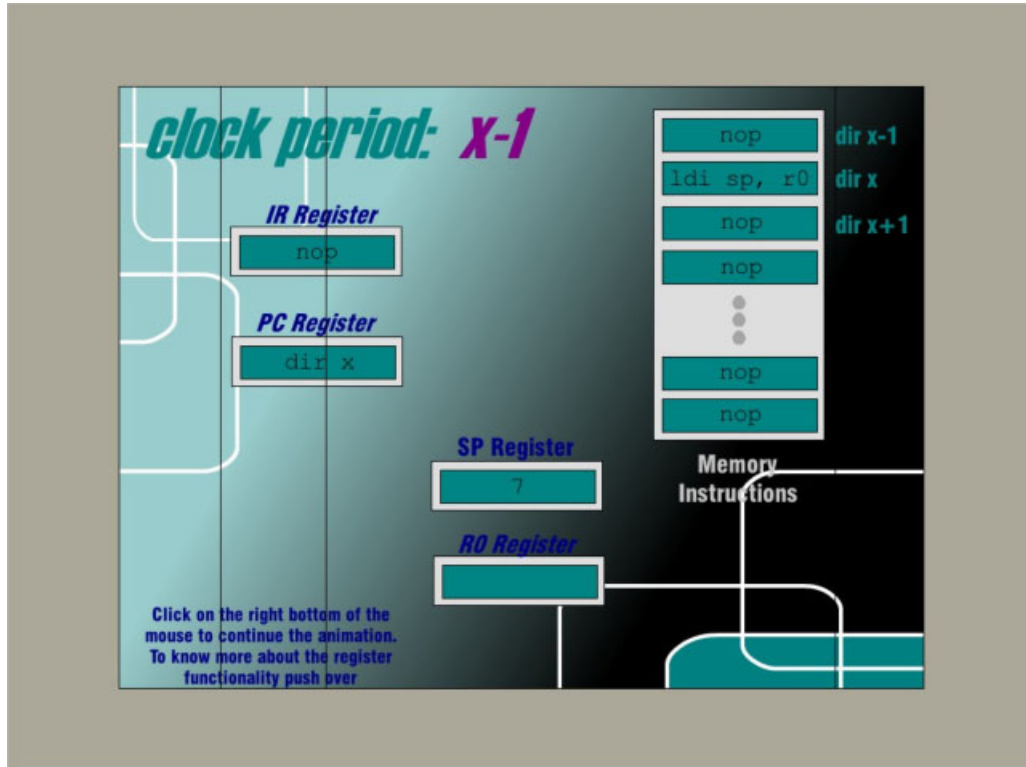 clock period: x-1
IR Register
nop
PC Register
dir x
nop dir x-1
ldi sp, r0 dir x
nop dir x+1
nop
nop
nop
Memory
Instructions
SP Register
7
R0 Register
Click on the right bottom of the
mouse to continue the animation.
To know more about the register
functionality push over